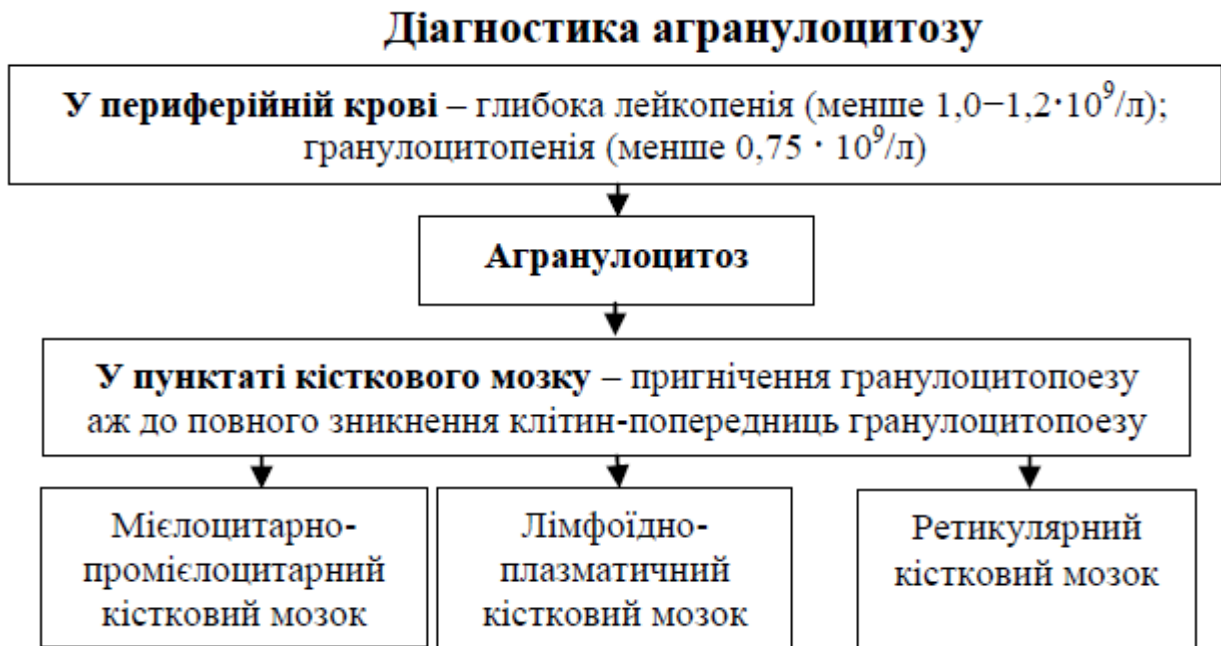 Діагностика агранулоцитозу
У периферійній крові – глибока лейкопенія (менше 1,0−1,2·10⁹/л);
гранулоцитопенія (менше 0,75 · 10⁹/л)
Агранулоцитоз
У пунктаті кісткового мозку – пригнічення гранулоцитопоезу
аж до повного зникнення клітин-попередниць гранулоцитопоезу
Мієлоцитарно-
промієлоцитарний
кістковий мозок
Лімфоїдно-
плазматичний
кістковий мозок
Ретикулярний
кістковий мозок